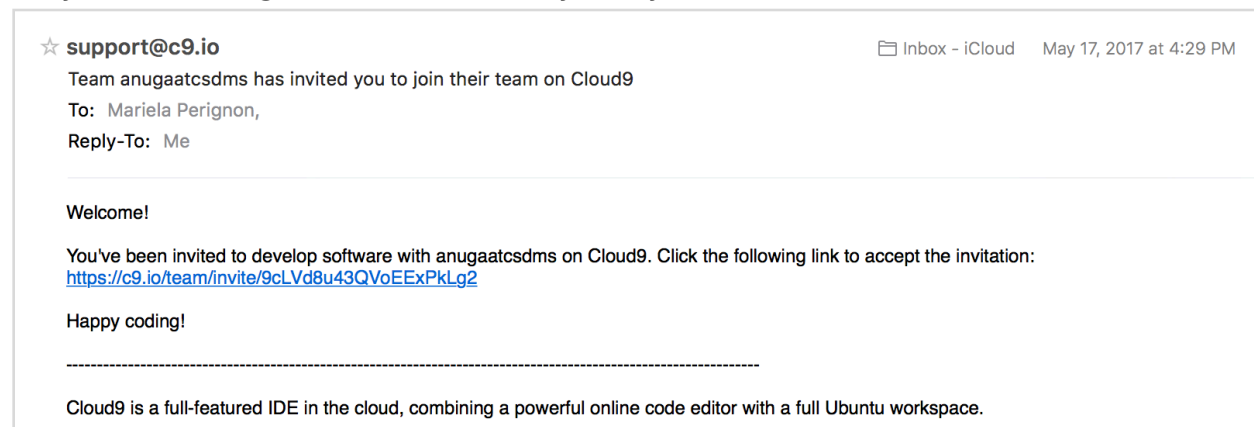 support@c9.io
Inbox - iCloud May 17, 2017 at 4:29 PM
Team anugaatcsdms has invited you to join their team on Cloud9
To: Mariela Perignon,
Reply-To: Me
Welcome!
You've been invited to develop software with anugaatcsdms on Cloud9. Click the following link to accept the invitation:
https://c9.io/team/invite/9cLVd8u43QVoEExPkLg2
Happy coding!
--------------------------------------------------------------------------------------------------------------------
Cloud9 is a full-featured IDE in the cloud, combining a powerful online code editor with a full Ubuntu workspace.